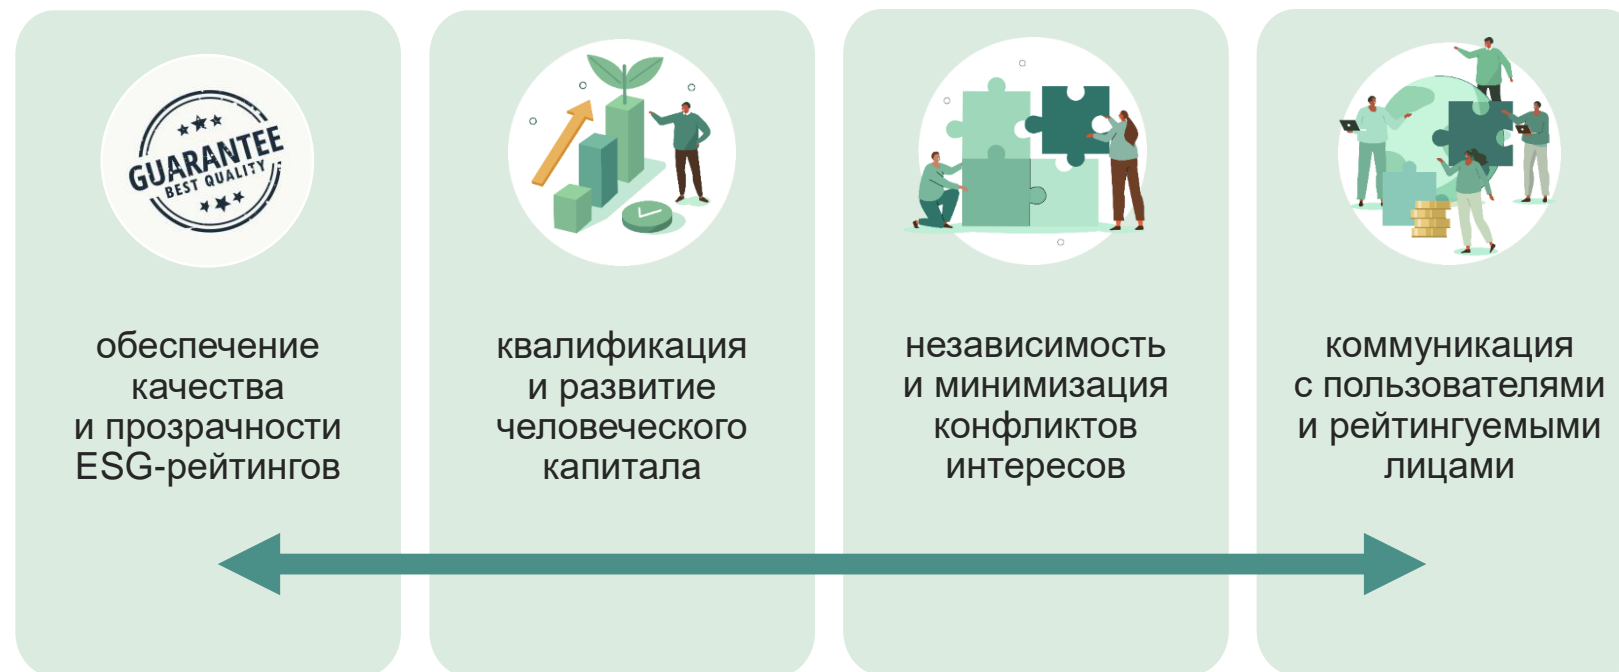 GUARANTEE
BEST QUALITY
обеспечение
качества
и прозрачности
ESG-рейтингов
квалификация
и развитие
человеческого
капитала
независимость
и минимизация
конфликтов
интересов
коммуникация
с пользователями
и рейтингуемыми
лицами